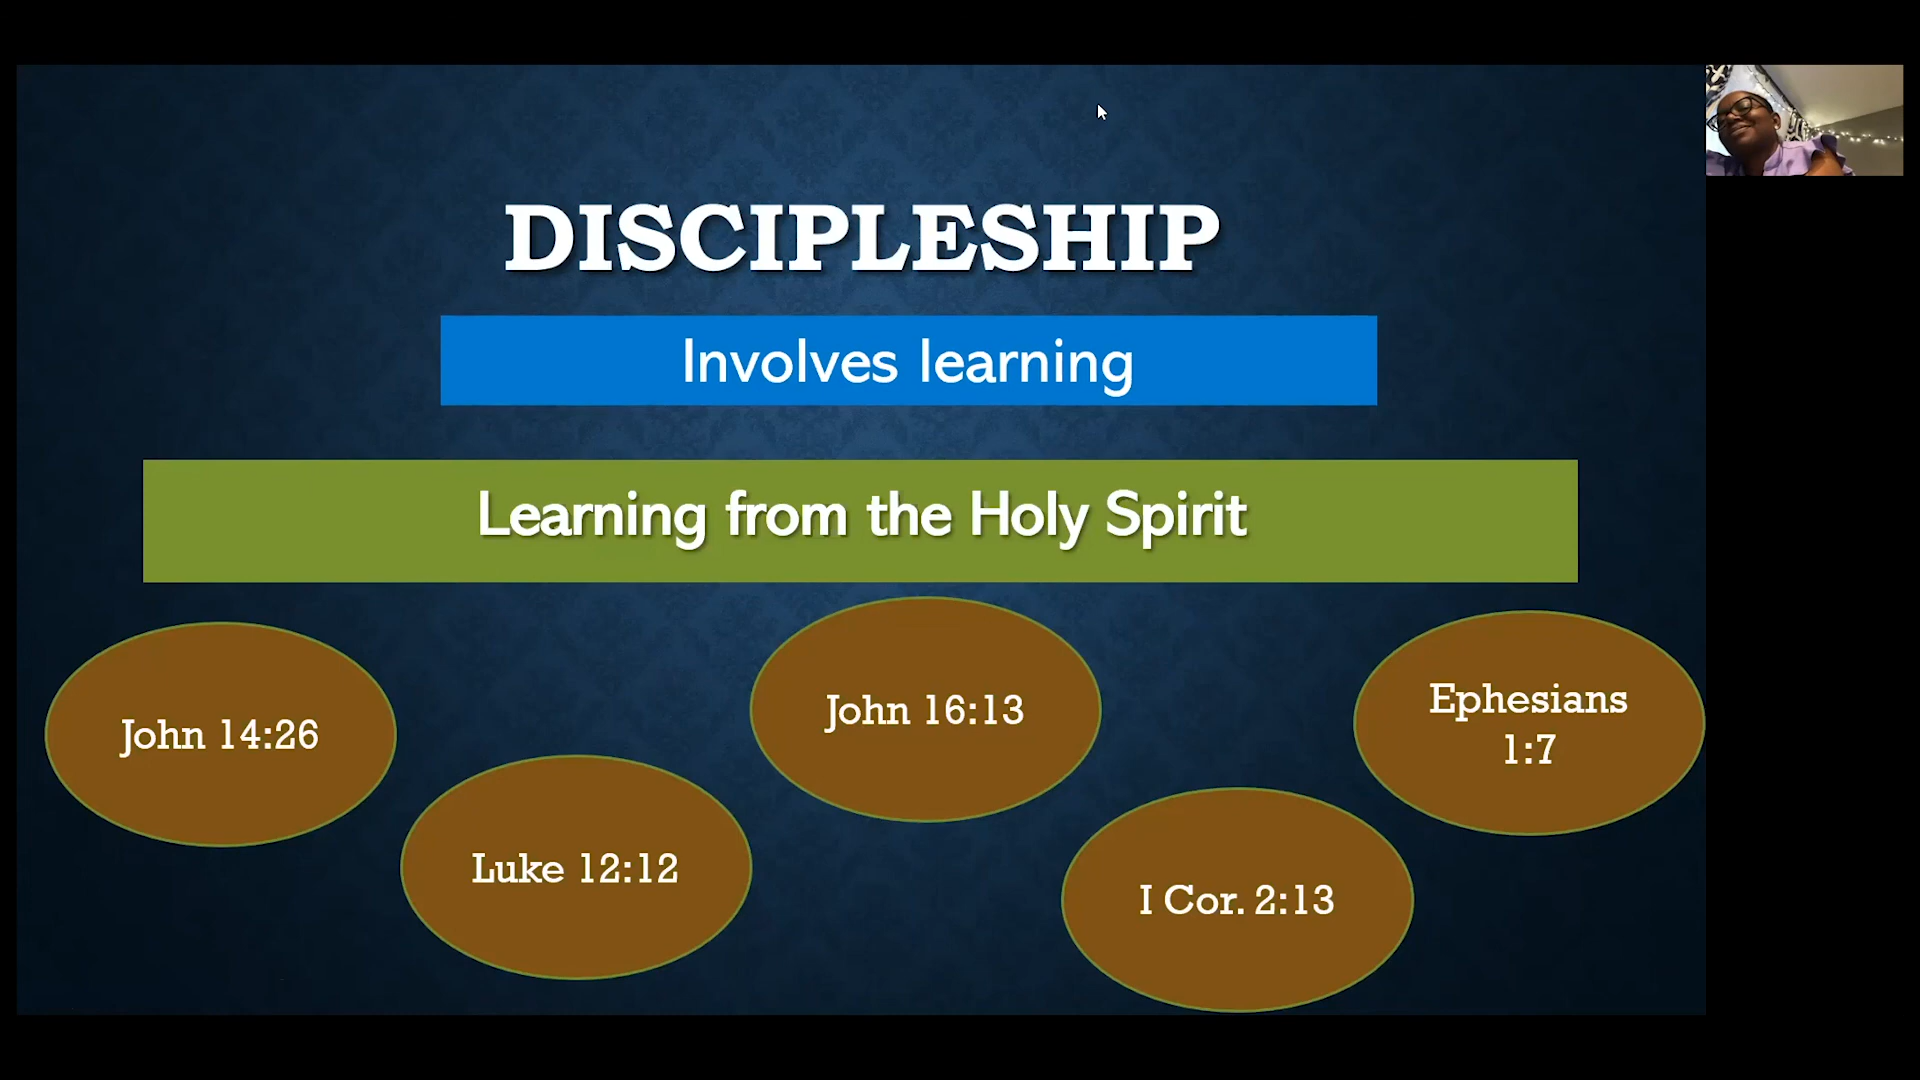 DISCIPLESHIP
Involves learning
Learning from the Holy Spirit
John 14:26
Luke 12:12
John 16:13
I Cor. 2:13
Ephesians
1:7